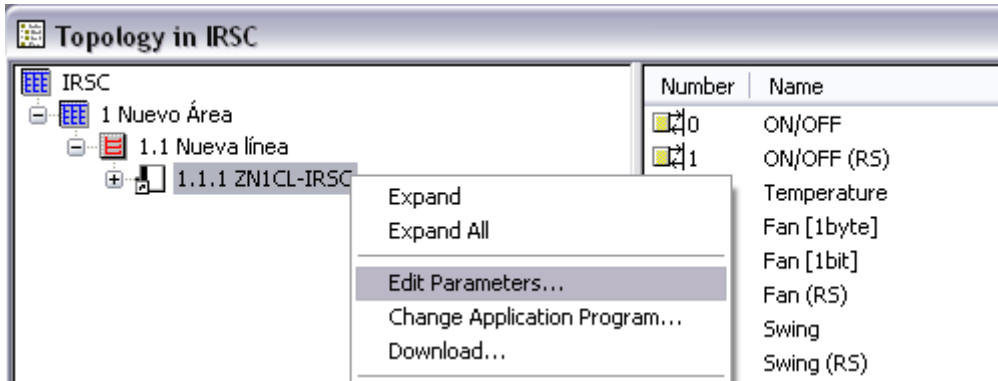 Topology in IRSC
IRSC
1 Nuevo Área
1.1 Nueva línea
1.1.1 ZN1CL-IRSC
Expand
Expand All
Edit Parameters...
Change Application Program...
Download...
Number Name
0 ON/OFF
1 ON/OFF (RS)
Temperature
Fan [1byte]
Fan [1bit]
Fan (RS)
Swing
Swing (RS)